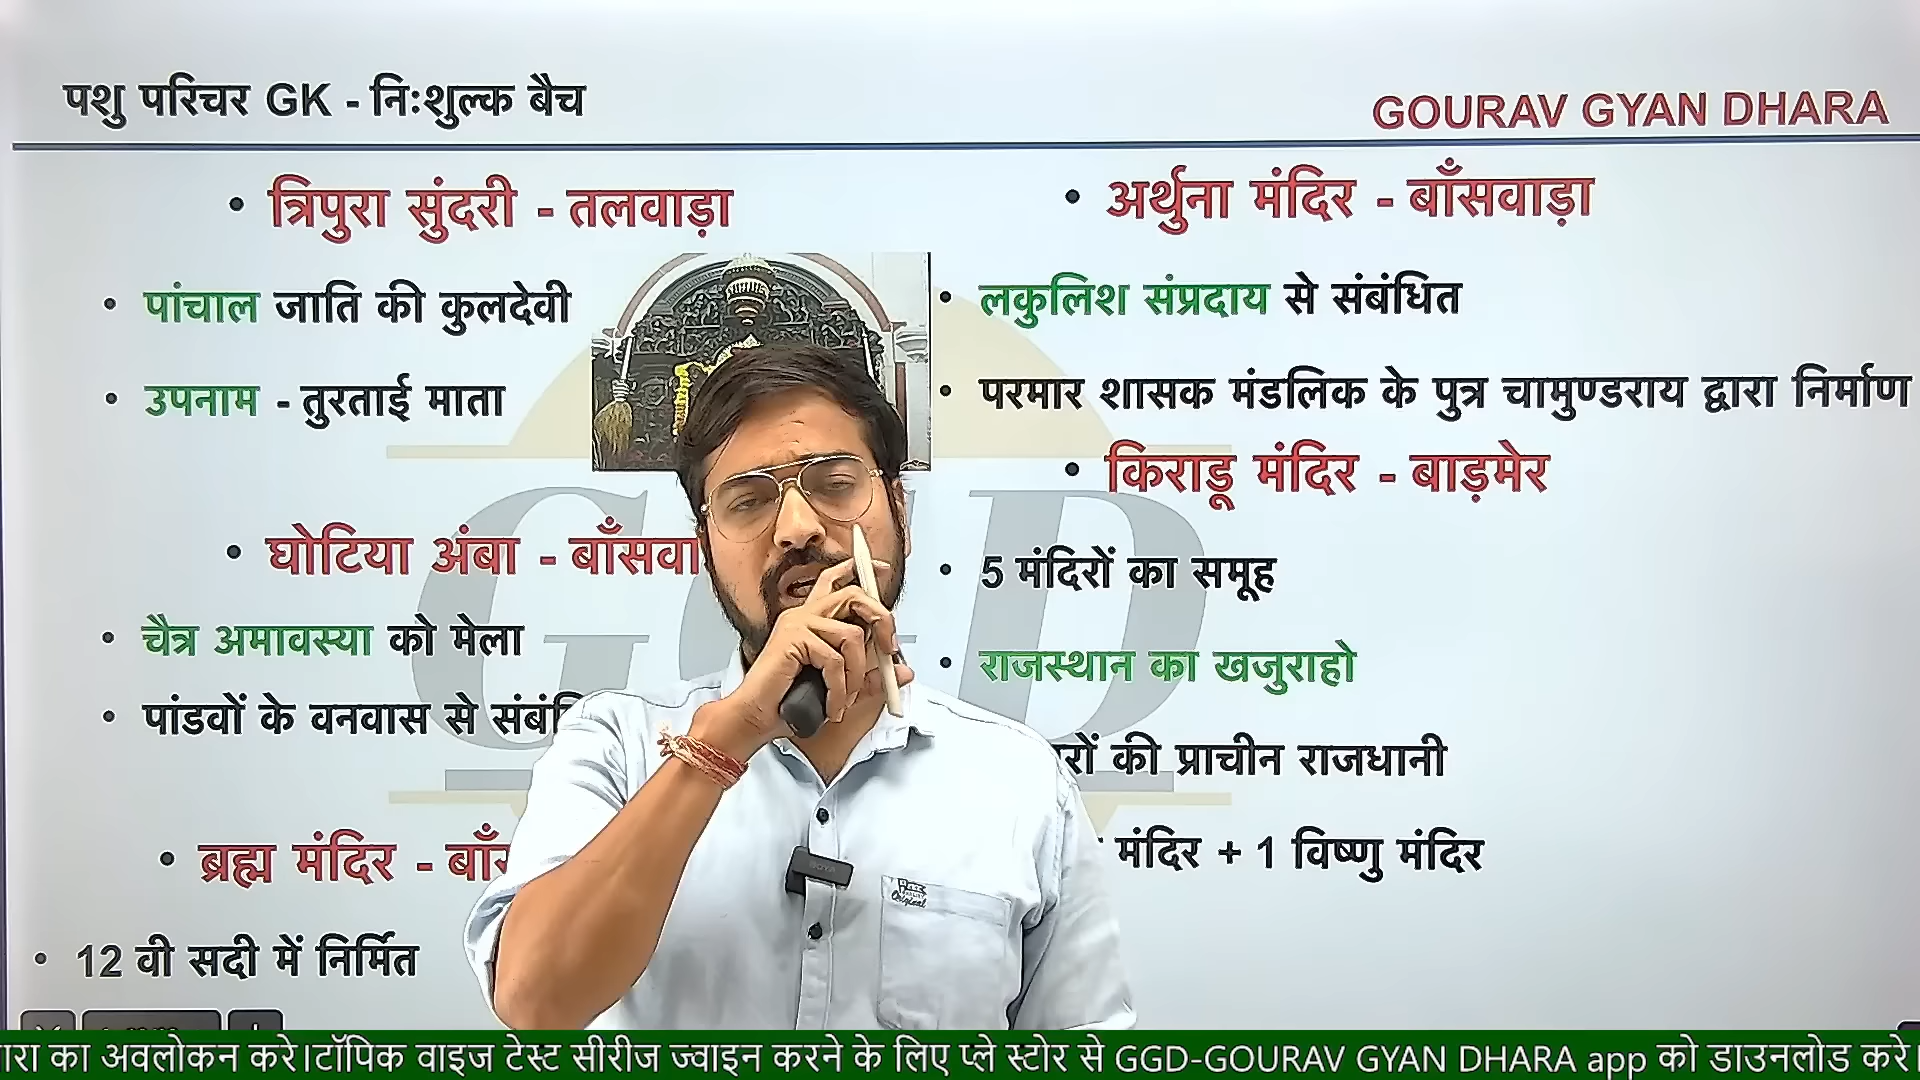 पशु परिचर GK - निःशुल्क बैच
GOURAV GYAN DHARA
• त्रिपुरा सुंदरी - तलवाड़ा
• पांचाल जाति की कुलदेवी
• उपनाम - तुरताई माता
• घोटिया अंबा - बाँसवा
• चैत्र अमावस्या को मेला
• पांडवों के वनवास से
• ब्रह्म मंदिर -
• 12 वी सदी में निर्मित
• अर्थुना मंदिर - बाँसवाड़ा
• लकुलिश संप्रदाय से संबंधित
• परमार शासक मंडलिक के पुत्र चामुण्डराय द्वारा निर्माण
• किराडू मंदिर - बाड़मेर
• 5 मंदिरों का समूह
• राजस्थान का खजुराहो
की प्राचीन राजधानी
मंदिर + 1 विष्णु मंदिर
GGD
Original
का अवलोकन करे।टॉपिक वाइज टेस्ट सीरीज ज्वाइन करने के लिए प्ले स्टोर से GGD-GOURAV GYAN DHARA app को डाउनलोड करे।